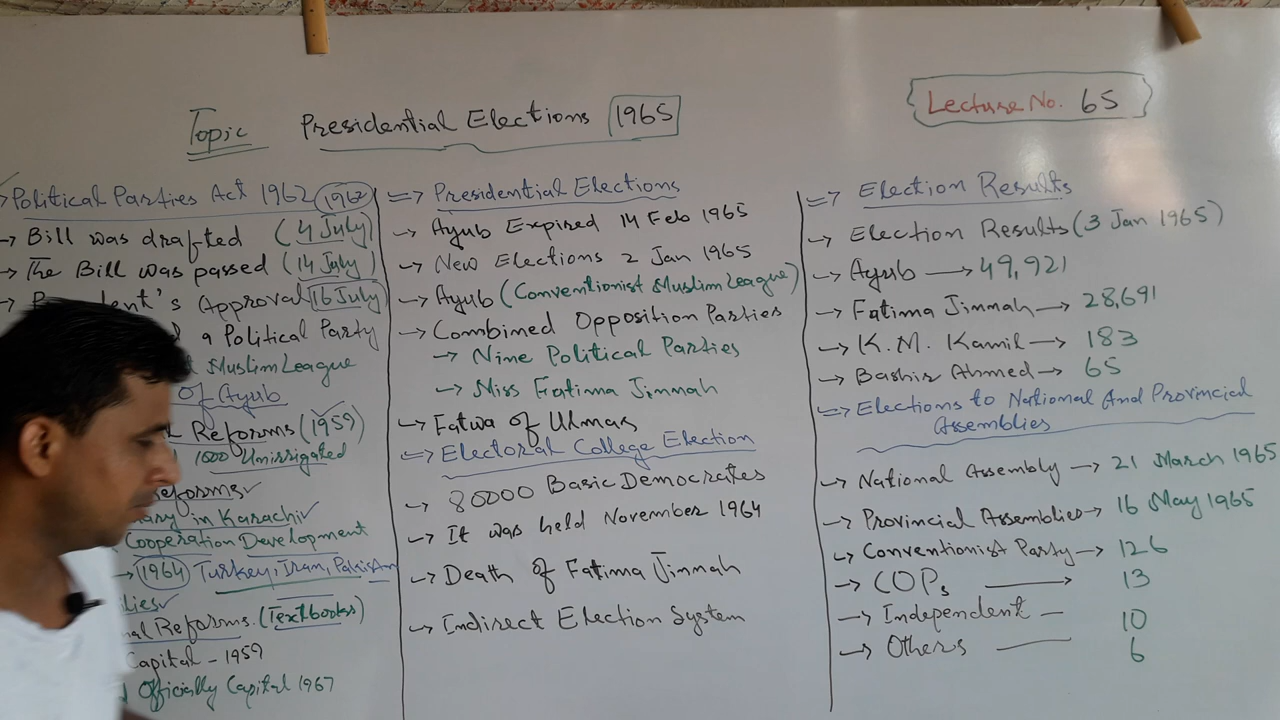 Topic Presidential Elections 1965
Lecture No. 65
Political Parties Act 1962 1962
→ Bill was drafted (4 July)
→ The Bill was passed (14 July)
→ President's Approval 16 July
a Political Party
Muslim League
Of Ayub
Reforms (1959)
1000 Unirrigated
Reforms
in Karachi
Cooperation Development
→ 1964 Turkey, Iran, Pakistan
Reforms. (Textbooks)
Capital - 1959
Officially Capital 1967
⇒ Presidential Elections
→ Ayub Expired 14 Feb 1965
→ New Elections 2 Jan 1965
→ Ayub (Conventionist Muslim League)
→ Combined Opposition Parties
→ Nine Political Parties
→ Miss Fatima Jinnah
→ Fatwa of Ulmas
⇒ Electoral College Election
→ 80000 Basic Democrates
→ It was held November 1964
→ Death of Fatima Jinnah
→ Indirect Election System
⇒ Election Results
→ Election Results (3 Jan 1965)
→ Ayub → 49,921
→ Fatima Jinnah → 28,691
→ K.M. Kamil → 183
→ Bashir Ahmed → 65
⇒ Elections to National And Provincial
Assemblies
→ National Assembly → 21 March 1965
→ Provincial Assemblies → 16 May 1965
→ Conventionist Party → 126
→ COPs → 13
→ Independent — 10
→ Others — 6